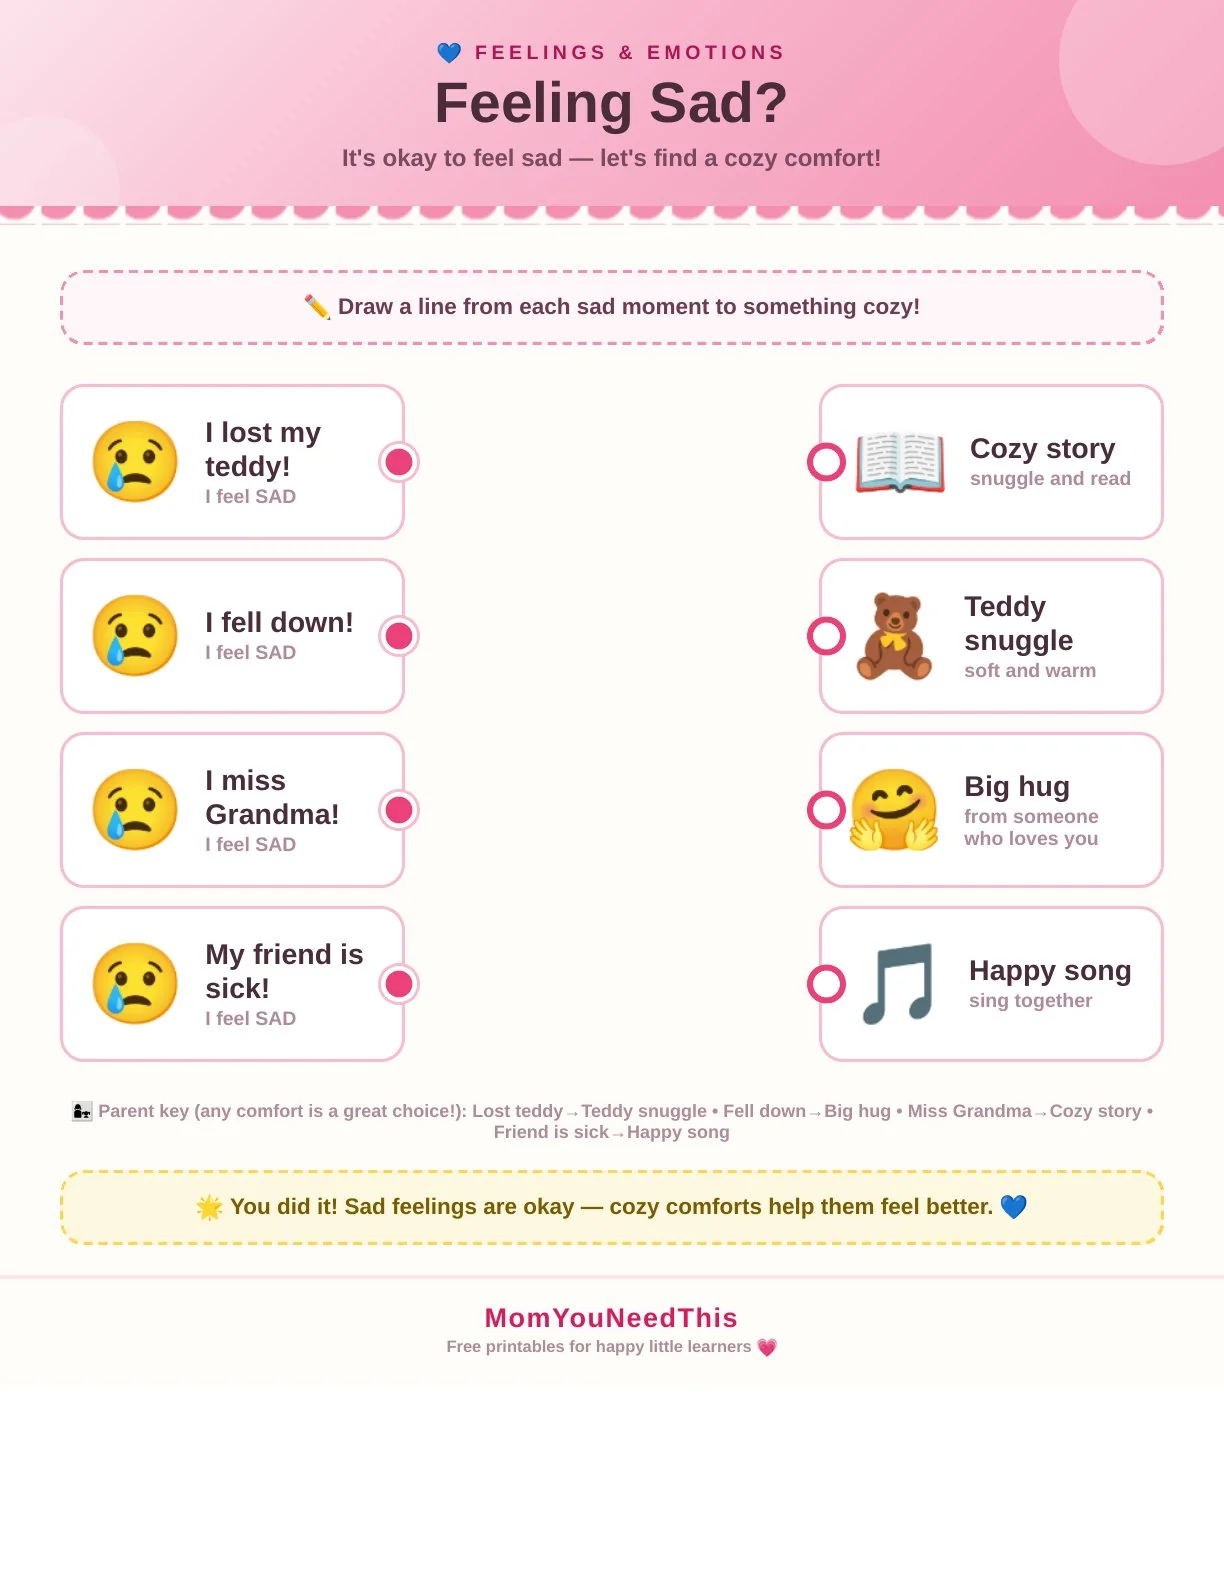 💙 FEELINGS & EMOTIONS
Feeling Sad?
It's okay to feel sad — let's find a cozy comfort!
✏️ Draw a line from each sad moment to something cozy!
I lost my
teddy!
I feel SAD
Cozy story
snuggle and read
I fell down!
I feel SAD
Teddy
snuggle
soft and warm
I miss
Grandma!
I feel SAD
Big hug
from someone
who loves you
My friend is
sick!
I feel SAD
Happy song
sing together
Parent key (any comfort is a great choice!): Lost teddy→Teddy snuggle • Fell down→Big hug • Miss Grandma→Cozy story •
Friend is sick→Happy song
🌟 You did it! Sad feelings are okay — cozy comforts help them feel better. 💙
MomYouNeedThis
Free printables for happy little learners 💗